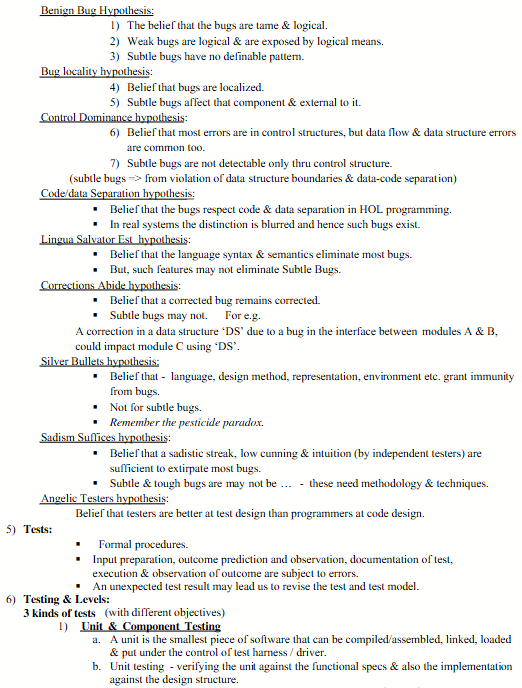 Benign Bug Hypothesis:
1) The belief that the bugs are tame & logical.
2) Weak bugs are logical & are exposed by logical means.
3) Subtle bugs have no definable pattern.
Bug locality hypothesis:
4) Belief that bugs are localized.
5) Subtle bugs affect that component & external to it.
Control Dominance hypothesis:
6) Belief that most errors are in control structures, but data flow & data structure errors
are common too.
7) Subtle bugs are not detectable only thru control structure.
(subtle bugs => from violation of data structure boundaries & data-code separation)
Code/data Separation hypothesis:
▪ Belief that the bugs respect code & data separation in HOL programming.
▪ In real systems the distinction is blurred and hence such bugs exist.
Lingua Salvator Est hypothesis:
▪ Belief that the language syntax & semantics eliminate most bugs.
▪ But, such features may not eliminate Subtle Bugs.
Corrections Abide hypothesis:
▪ Belief that a corrected bug remains corrected.
▪ Subtle bugs may not. For e.g.
A correction in a data structure ‘DS’ due to a bug in the interface between modules A & B,
could impact module C using ‘DS’.
Silver Bullets hypothesis:
▪ Belief that - language, design method, representation, environment etc. grant immunity
from bugs.
▪ Not for subtle bugs.
▪ Remember the pesticide paradox.
Sadism Suffices hypothesis:
▪ Belief that a sadistic streak, low cunning & intuition (by independent testers) are
sufficient to extirpate most bugs.
▪ Subtle & tough bugs are may not be … - these need methodology & techniques.
Angelic Testers hypothesis:
Belief that testers are better at test design than programmers at code design.
5) Tests:
▪ Formal procedures.
▪ Input preparation, outcome prediction and observation, documentation of test,
execution & observation of outcome are subject to errors.
▪ An unexpected test result may lead us to revise the test and test model.
6) Testing & Levels:
3 kinds of tests (with different objectives)
1) Unit & Component Testing
a. A unit is the smallest piece of software that can be compiled/assembled, linked, loaded
& put under the control of test harness / driver.
b. Unit testing - verifying the unit against the functional specs & also the implementation
against the design structure.